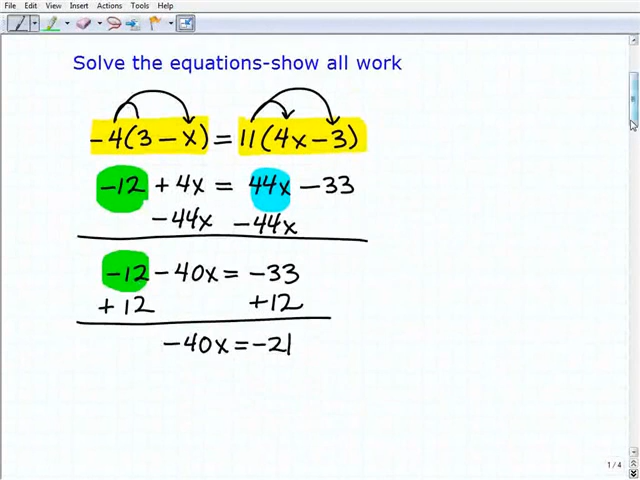 File Edit View Insert Actions Tools Help
Solve the equations-show all work
-4(3-x) = 11(4x-3)
-12 + 4x = 44x - 33
-44x -44x
-12 - 40x = -33
+12 +12
-40x = -21
1 / 4